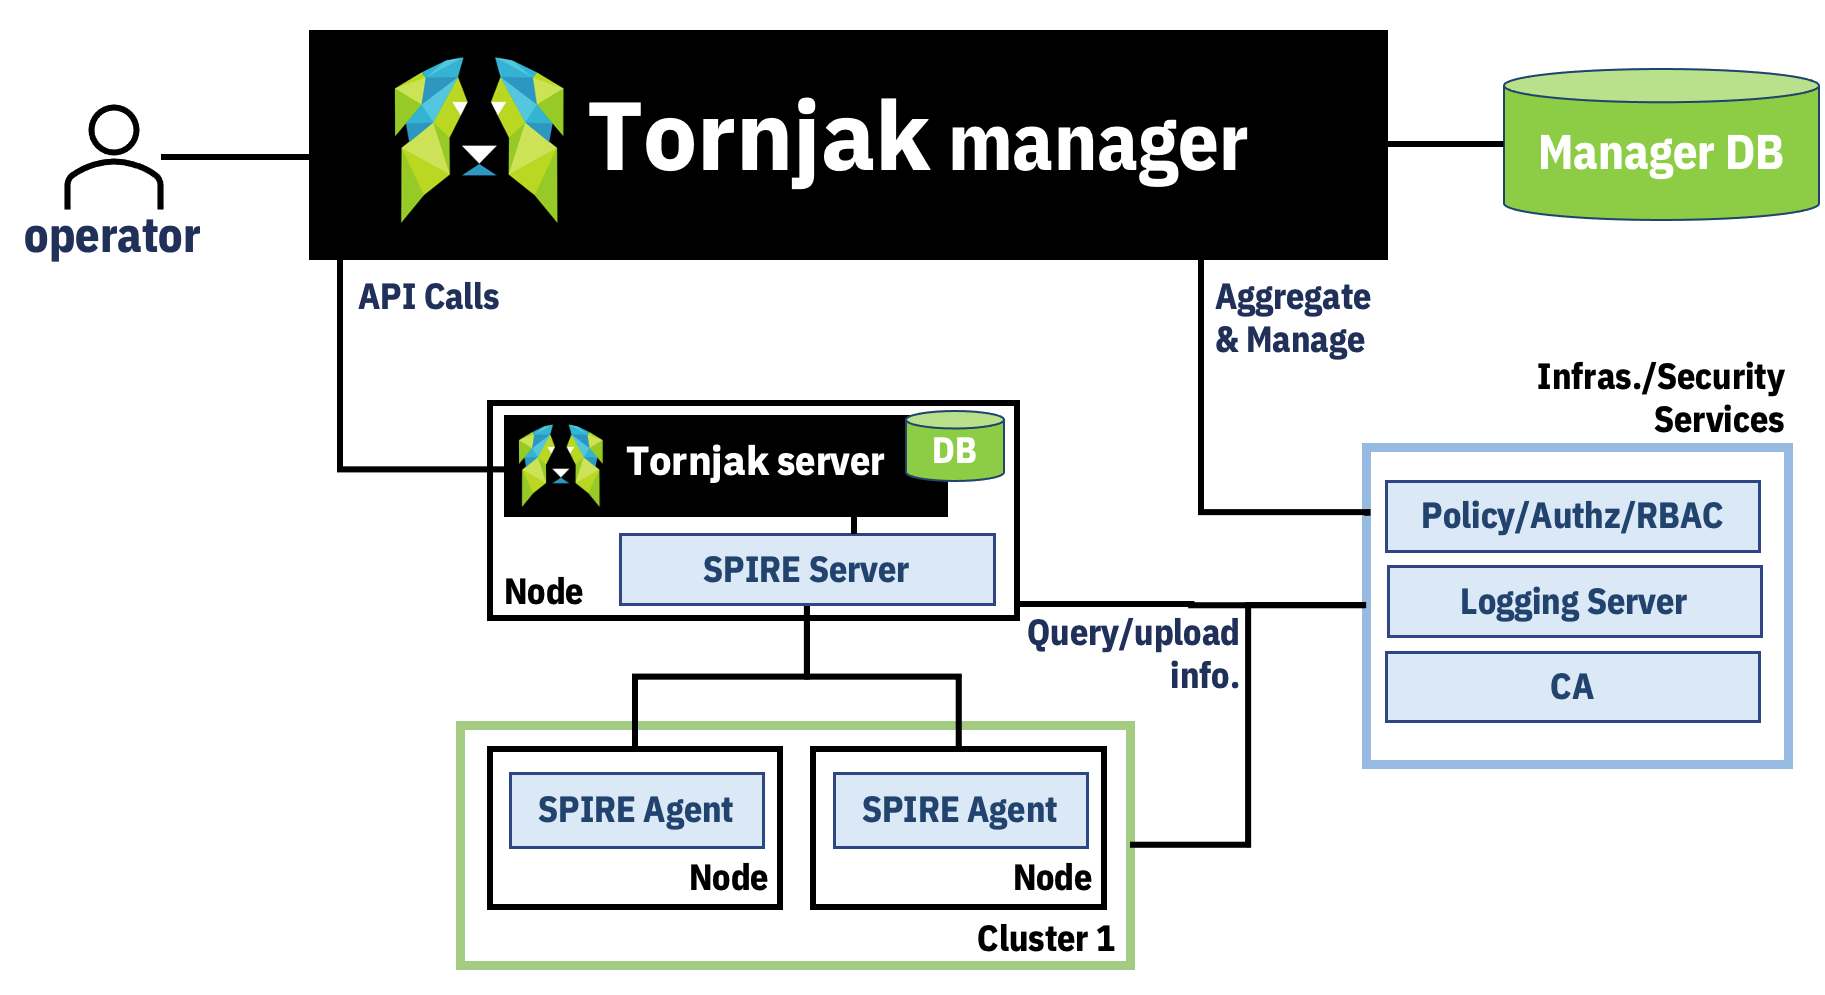 Tornjak manager
Manager DB
operator
API Calls
Aggregate
& Manage
Infras./Security
Services
Tornjak server
DB
Policy/Authz/RBAC
SPIRE Server
Node
Logging Server
Query/upload
info.
CA
SPIRE Agent
SPIRE Agent
Node
Node
Cluster 1